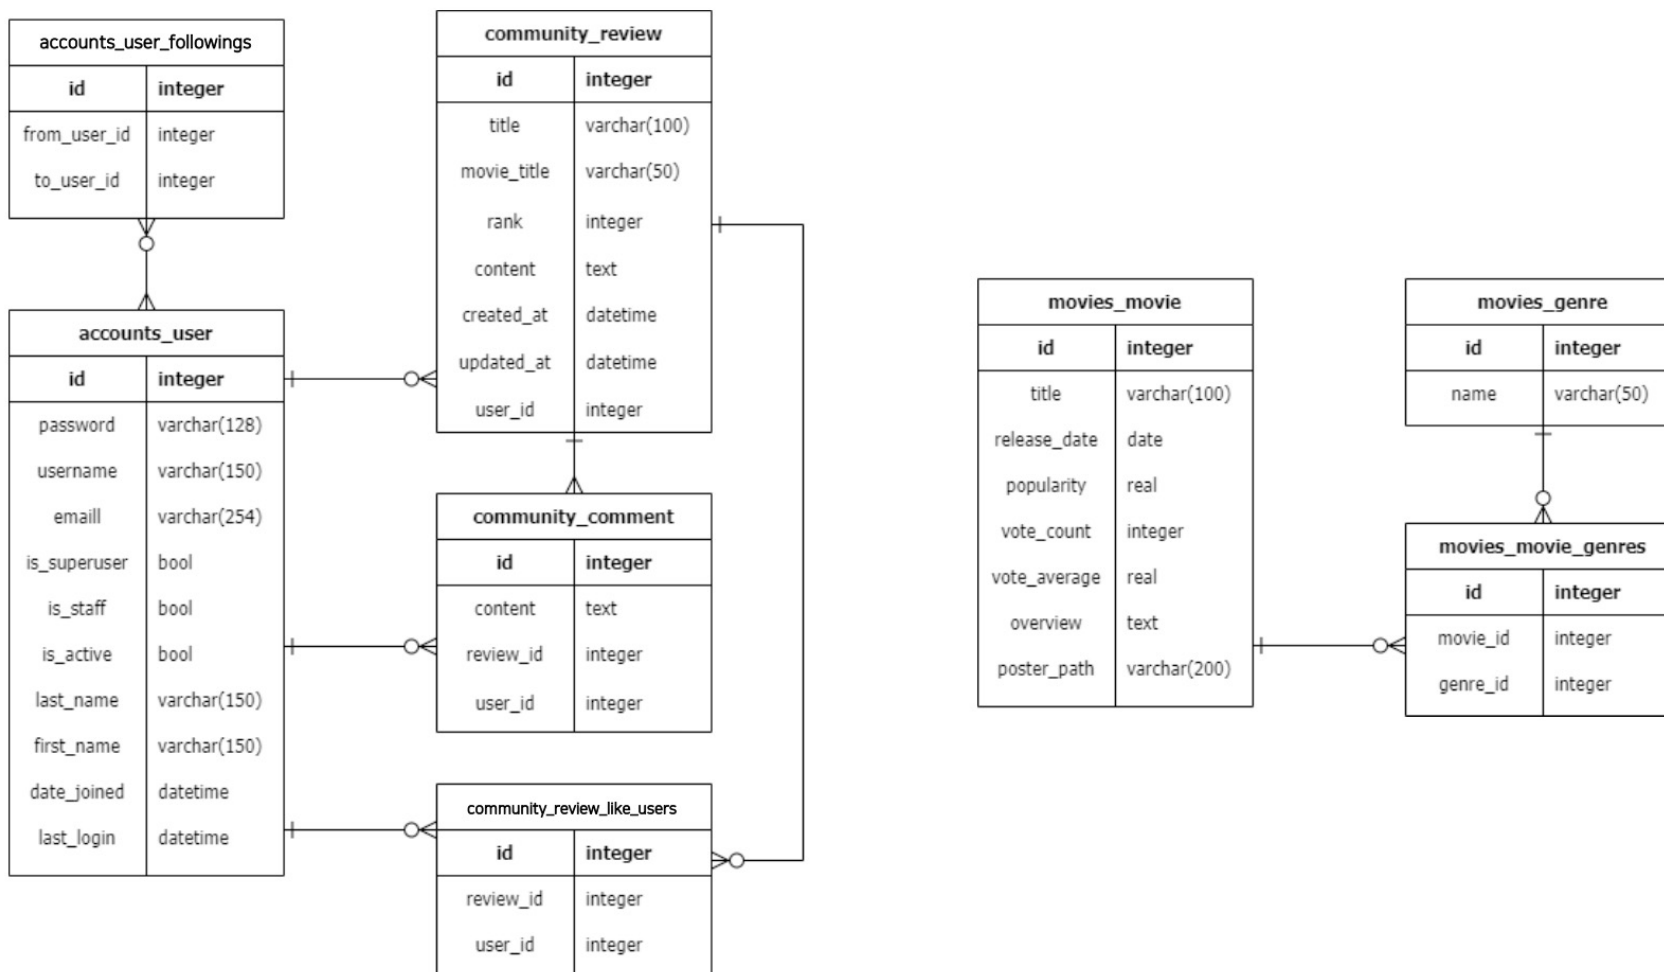 accounts_user_followings
id integer
from_user_id integer
to_user_id integer
accounts_user
id integer
password varchar(128)
username varchar(150)
emaill varchar(254)
is_superuser bool
is_staff bool
is_active bool
last_name varchar(150)
first_name varchar(150)
date_joined datetime
last_login datetime
community_review
id integer
title varchar(100)
movie_title varchar(50)
rank integer
content text
created_at datetime
updated_at datetime
user_id integer
community_comment
id integer
content text
review_id integer
user_id integer
community_review_like_users
id integer
review_id integer
user_id integer
movies_movie
id integer
title varchar(100)
release_date date
popularity real
vote_count integer
vote_average real
overview text
poster_path varchar(200)
movies_genre
id integer
name varchar(50)
movies_movie_genres
id integer
movie_id integer
genre_id integer